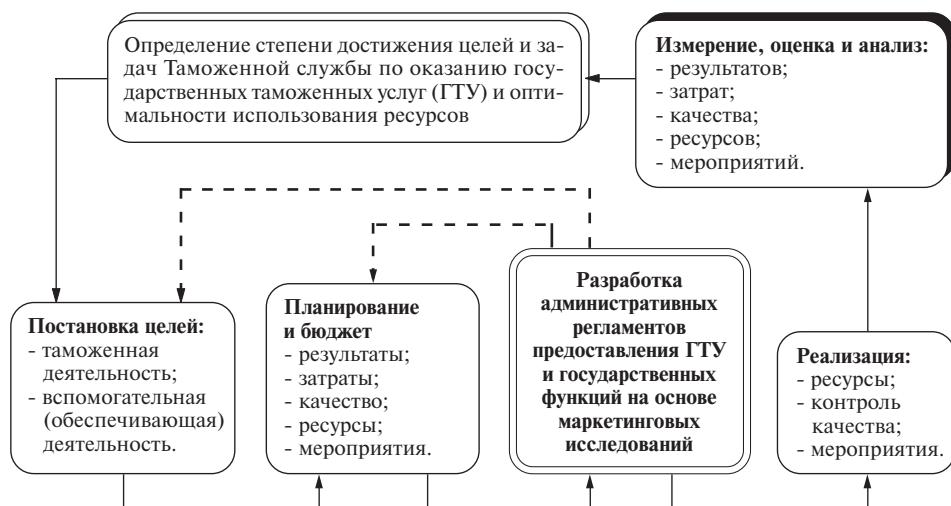 Определение степени достижения целей и за-
дач Таможенной службы по оказанию госу-
дарственных таможенных услуг (ГТУ) и опти-
мальности использования ресурсов
Измерение, оценка и анализ:
- результатов;
- затрат;
- качества;
- ресурсов;
- мероприятий.
Постановка целей:
- таможенная
деятельность;
- вспомогательная
(обеспечивающая)
деятельность.
Планирование
и бюджет
- результаты;
- затраты;
- качество;
- ресурсы;
- мероприятия.
Разработка
административных
регламентов
предоставления ГТУ
и государственных
функций на основе
маркетинговых
исследований
Реализация:
- ресурсы;
- контроль
качества;
- мероприятия.